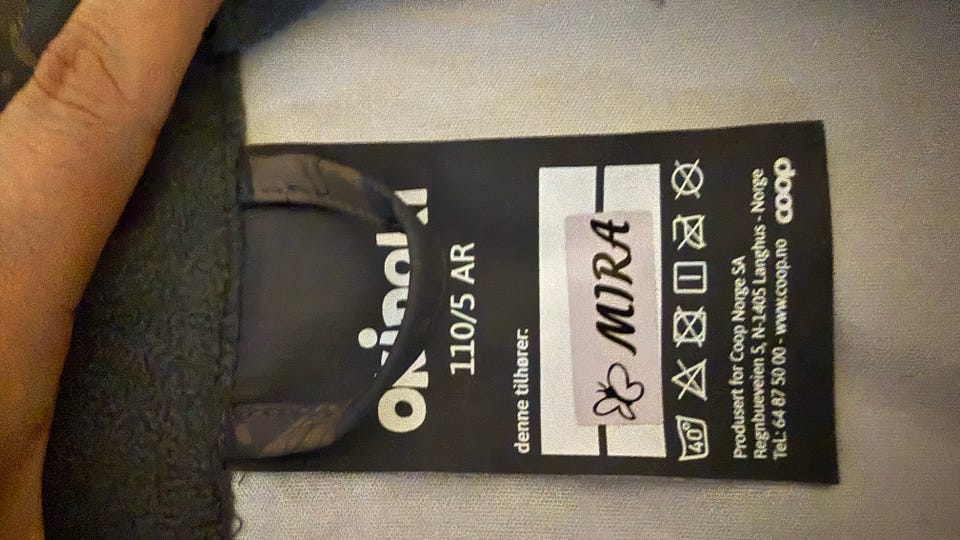 110/5 AR
denne tilhører:
MIRA
40°
Produsert for Coop Norge SA
Regnbueveien 5, N-1405 Langhus - Norge
Tel.: 64 87 50 00 - www.coop.no coop